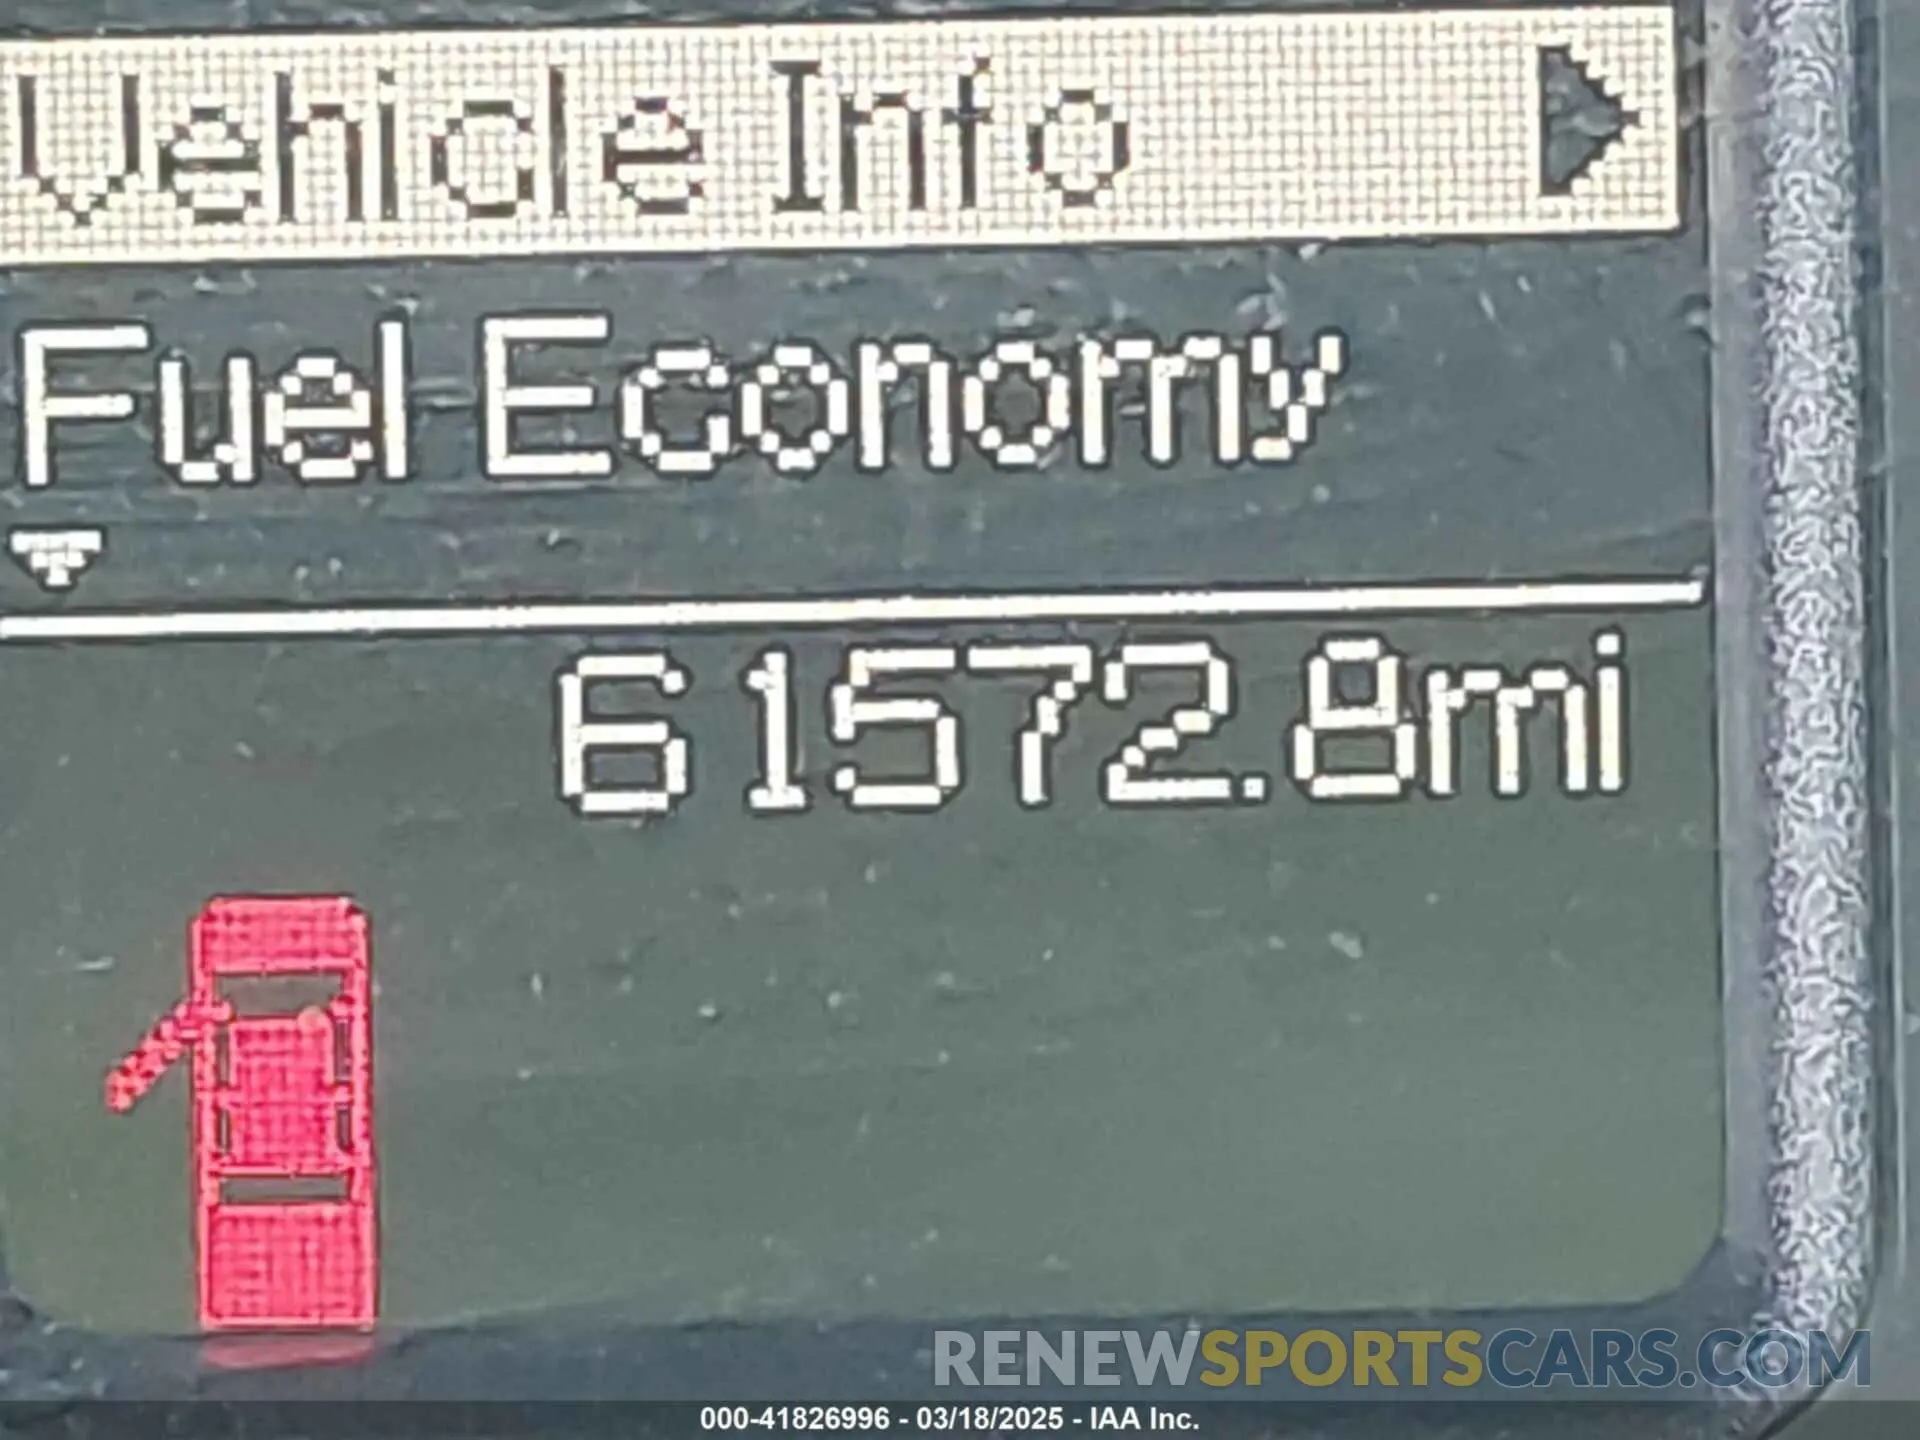 Vehicle Info
Fuel Economy
61572.8mi
RENEWSPORTSCARS.COM
000-41826996 - 03/18/2025 - IAA Inc.